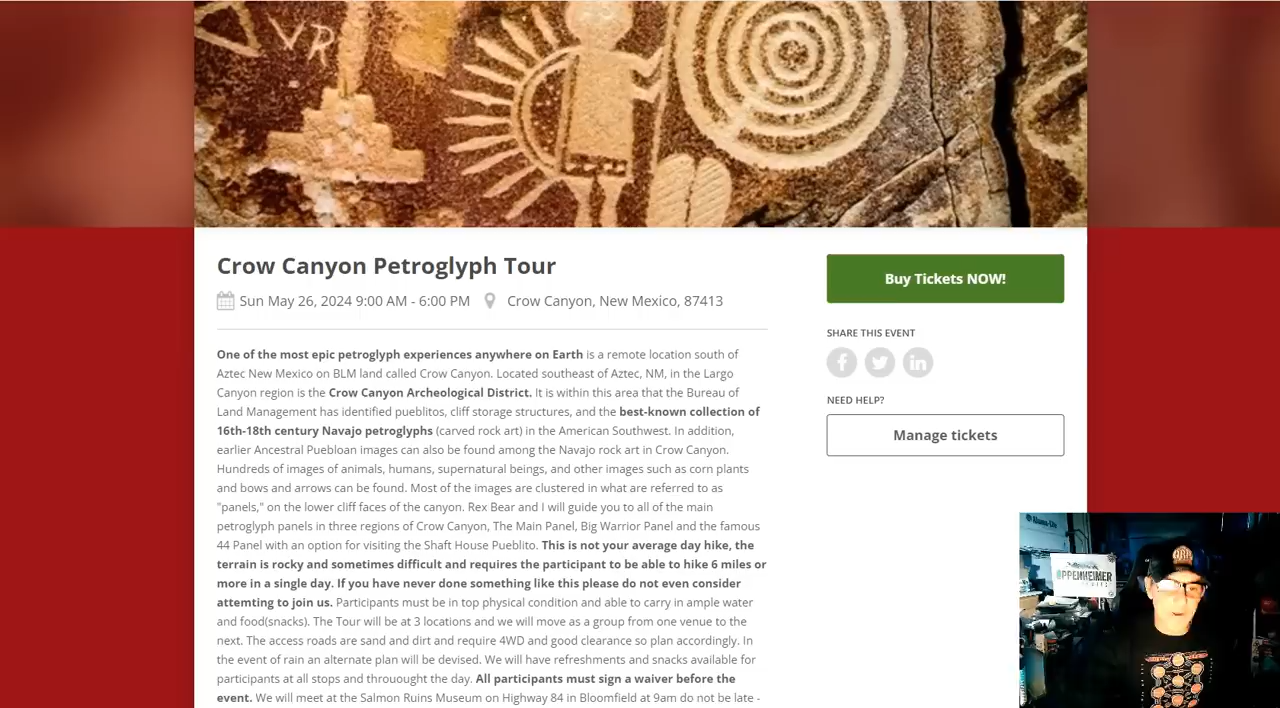 VR
Crow Canyon Petroglyph Tour
Sun May 26, 2024 9:00 AM - 6:00 PM
Crow Canyon, New Mexico, 87413
One of the most epic petroglyph experiences anywhere on Earth is a remote location south of
Aztec New Mexico on BLM land called Crow Canyon. Located southeast of Aztec, NM, in the Largo
Canyon region is the Crow Canyon Archeological District. It is within this area that the Bureau of
Land Management has identified pueblitos, cliff storage structures, and the best-known collection of
16th-18th century Navajo petroglyphs (carved rock art) in the American Southwest. In addition,
earlier Ancestral Puebloan images can also be found among the Navajo rock art in Crow Canyon.
Hundreds of images of animals, humans, supernatural beings, and other images such as corn plants
and bows and arrows can be found. Most of the images are clustered in what are referred to as
"panels," on the lower cliff faces of the canyon. Rex Bear and I will guide you to all of the main
petroglyph panels in three regions of Crow Canyon, The Main Panel, Big Warrior Panel and the famous
44 Panel with an option for visiting the Shaft House Pueblito. This is not your average day hike, the
terrain is rocky and sometimes difficult and requires the participant to be able to hike 6 miles or
more in a single day. If you have never done something like this please do not even consider
attemting to join us. Participants must be in top physical condition and able to carry in ample water
and food(snacks). The Tour will be at 3 locations and we will move as a group from one venue to the
next. The access roads are sand and dirt and require 4WD and good clearance so plan accordingly. In
the event of rain an alternate plan will be devised. We will have refreshments and snacks available for
participants at all stops and throuought the day. All participants must sign a waiver before the
event. We will meet at the Salmon Ruins Museum on Highway 84 in Bloomfield at 9am do not be late -
Buy Tickets NOW!
SHARE THIS EVENT
NEED HELP?
Manage tickets
OPPENHEIMER